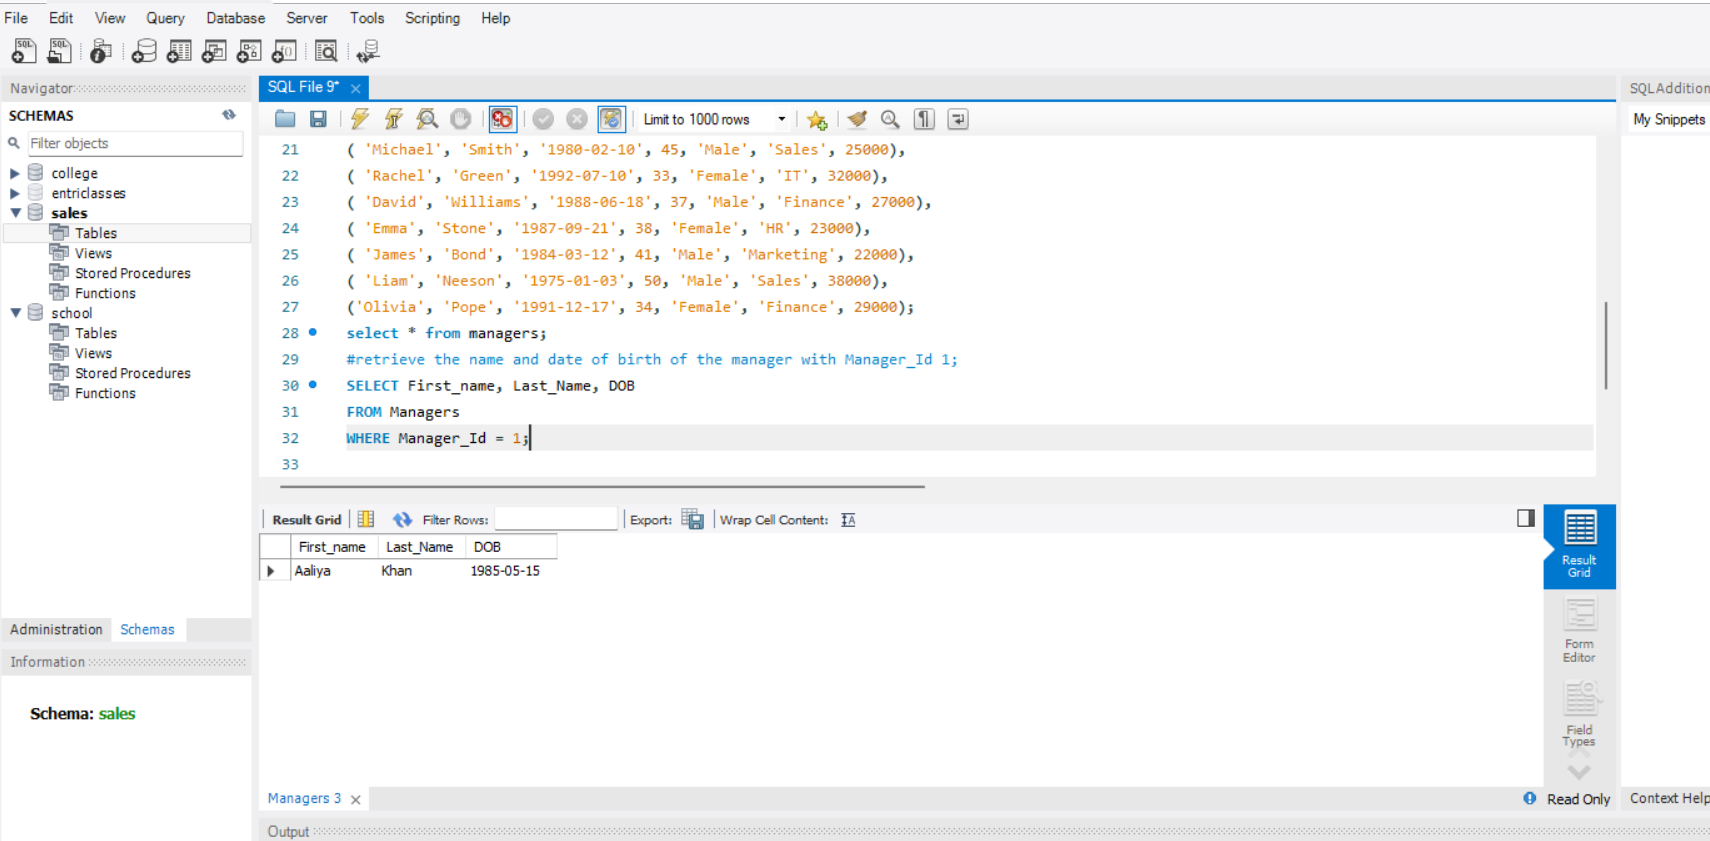 File Edit View Query Database Server Tools Scripting Help
Navigator
SCHEMAS
Filter objects
college
entriclasses
sales
Tables
Views
Stored Procedures
Functions
school
Tables
Views
Stored Procedures
Functions
Administration Schemas
Information
Schema: sales
SQL File 9*
Limit to 1000 rows
21 ( 'Michael', 'Smith', '1980-02-10', 45, 'Male', 'Sales', 25000),
22 ( 'Rachel', 'Green', '1992-07-10', 33, 'Female', 'IT', 32000),
23 ( 'David', 'Williams', '1988-06-18', 37, 'Male', 'Finance', 27000),
24 ( 'Emma', 'Stone', '1987-09-21', 38, 'Female', 'HR', 23000),
25 ( 'James', 'Bond', '1984-03-12', 41, 'Male', 'Marketing', 22000),
26 ( 'Liam', 'Neeson', '1975-01-03', 50, 'Male', 'Sales', 38000),
27 ('Olivia', 'Pope', '1991-12-17', 34, 'Female', 'Finance', 29000);
28 select * from managers;
29 #retrieve the name and date of birth of the manager with Manager_Id 1;
30 SELECT First_name, Last_Name, DOB
31 FROM Managers
32 WHERE Manager_Id = 1;
33
Result Grid Filter Rows: Export: Wrap Cell Content:
First_name Last_Name DOB
Aaliya Khan 1985-05-15
Result
Grid
Form
Editor
Field
Types
Managers 3
Read Only
Output
SQLAddition
My Snippets
Context Help